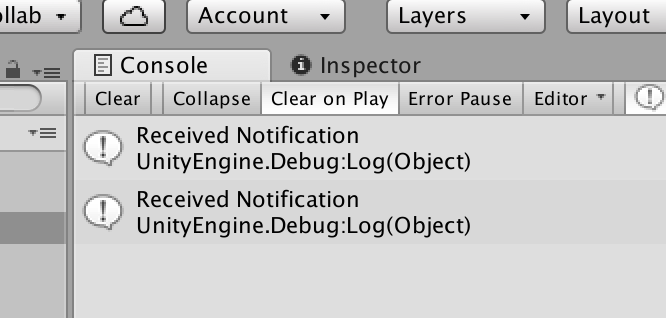 Account
Layers
Layout
Console
Inspector
Clear
Collapse
Clear on Play
Error Pause
Editor
Received Notification
UnityEngine.Debug:Log(Object)
Received Notification
UnityEngine.Debug:Log(Object)